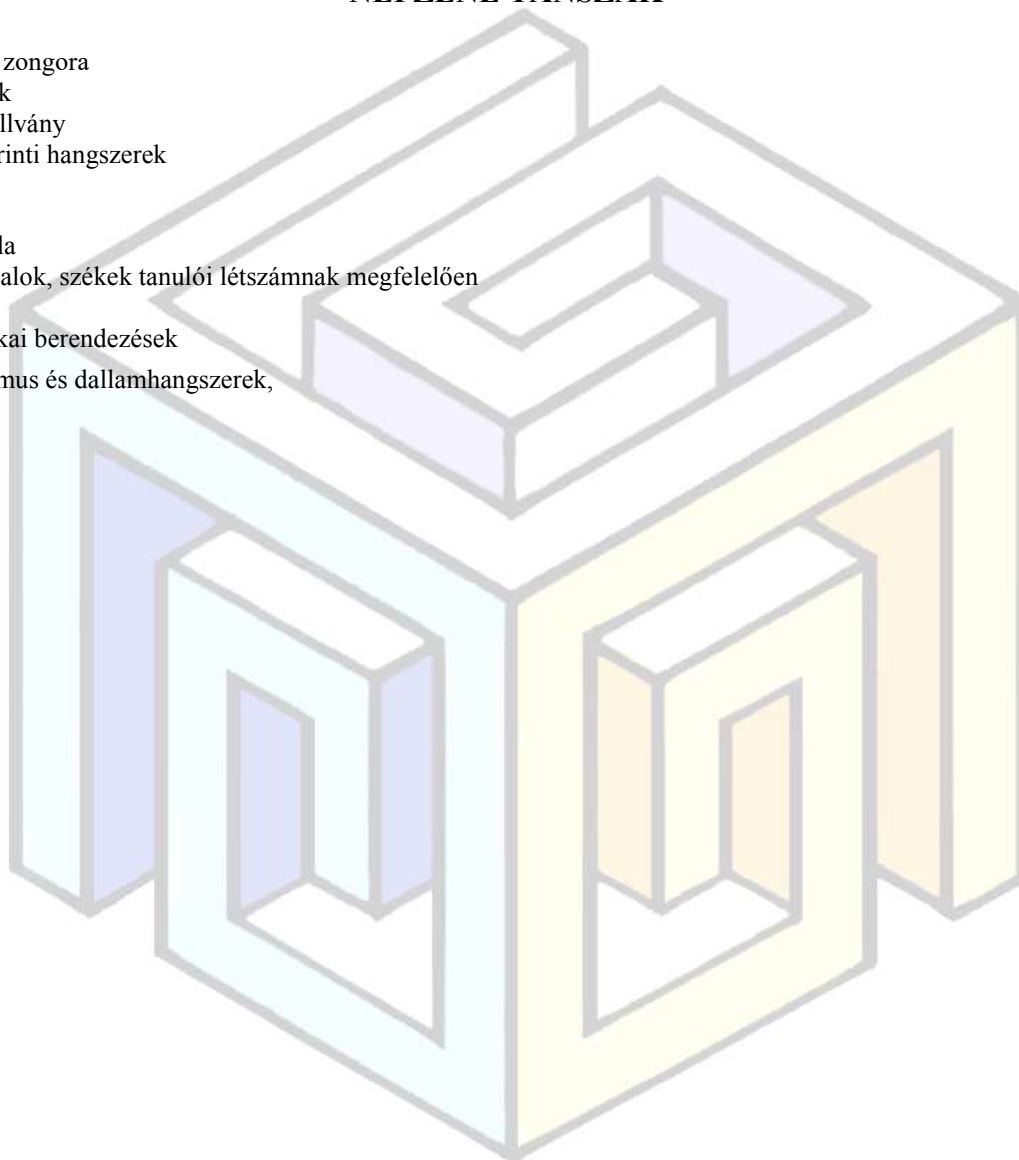 zongora
k
llvány
rinti hangszerek
la
alok, székek tanulói létszámnak megfelelően
kai berendezések
mus és dallamhangszerek,